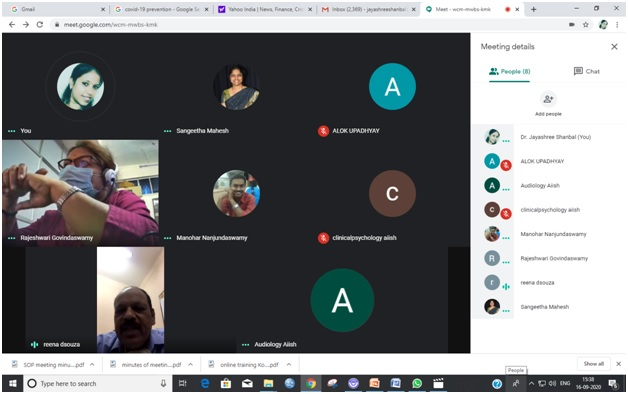 Gmail
covid-19 prevention - Google Se
Yahoo India | News, Finance, Cri
Inbox (2,369) - jayashreeshanbal
Meet - wcm-mwbs-kmk
meet.google.com/wcm-mwbs-kmk
Meeting details
People (8)
Chat
Add people
You
Sangeetha Mahesh
A
ALOK UPADHYAY
Rajeshwari Govindaswamy
Manohar Nanjundaswamy
C
clinicalpsychology aiish
reena dsouza
A
Audiology Aiish
Dr. Jayashree Shanbal (You)
A
ALOK UPADHYAY
A
Audiology Aiish
C
clinicalpsychology aiish
Manohar Nanjundaswamy
R
Rajeshwari Govindaswamy
r
reena dsouza
Sangeetha Mahesh
SOP meeting minu....pdf
minutes of meetin....pdf
online training Ko....pdf
Show all
People
Type here to search
ENG
15:38
16-09-2020